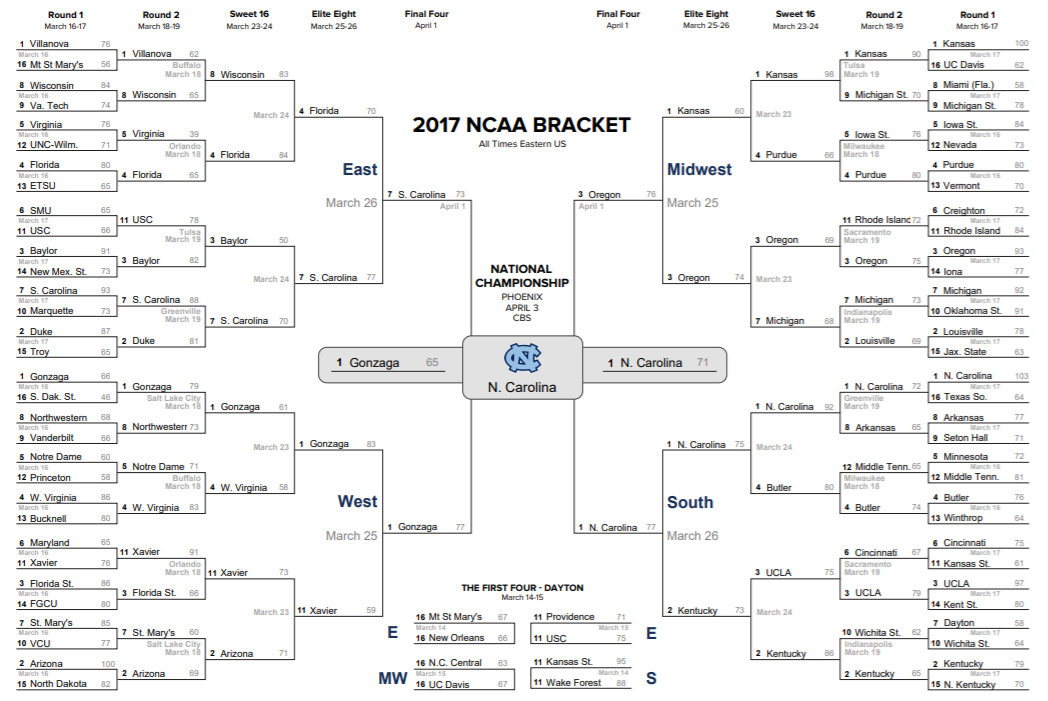 Round 1 Round 2 Sweet 16 Elite Eight Final Four Final Four Elite Eight Sweet 16 Round 2 Round 1
March 16-17 March 18-19 March 23-24 March 25-26 April 1 April 1 March 25-26 March 23-24 March 18-19 March 16-17
2017 NCAA BRACKET
All Times Eastern US
East
March 26
1 Villanova 76
March 16
16 Mt St Mary's 56
8 Wisconsin 84
March 16
9 Va. Tech 74
5 Virginia 76
March 16
12 UNC-Wilm. 71
4 Florida 80
March 16
13 ETSU 65
6 SMU 65
March 17
11 USC 66
3 Baylor 91
March 17
14 New Mex. St. 73
7 S. Carolina 93
March 17
10 Marquette 73
2 Duke 87
March 17
15 Troy 65
1 Villanova 62
Buffalo
March 18
8 Wisconsin 65
5 Virginia 39
Orlando
March 18
4 Florida 65
11 USC 78
Tulsa
March 19
3 Baylor 82
7 S. Carolina 88
Greenville
March 19
2 Duke 81
8 Wisconsin 83
March 24
4 Florida 84
3 Baylor 50
March 24
7 S. Carolina 70
4 Florida 70
7 S. Carolina 77
7 S. Carolina 73
April 1
West
March 25
1 Gonzaga 66
March 16
16 S. Dak. St. 46
8 Northwestern 68
March 16
9 Vanderbilt 66
5 Notre Dame 60
March 16
12 Princeton 58
4 W. Virginia 86
March 16
13 Bucknell 80
6 Maryland 65
March 16
11 Xavier 76
3 Florida St. 86
March 16
14 FGCU 80
7 St. Mary's 85
March 16
10 VCU 77
2 Arizona 100
March 16
15 North Dakota 82
1 Gonzaga 79
Salt Lake City
March 18
8 Northwestern 73
5 Notre Dame 71
Buffalo
March 18
4 W. Virginia 83
11 Xavier 91
Orlando
March 18
3 Florida St. 66
7 St. Mary's 60
Salt Lake City
March 18
2 Arizona 69
1 Gonzaga 61
March 23
4 W. Virginia 58
11 Xavier 73
March 23
2 Arizona 71
1 Gonzaga 83
11 Xavier 59
1 Gonzaga 77
NATIONAL
CHAMPIONSHIP
PHOENIX
APRIL 3
CBS
1 Gonzaga 65
NC
N. Carolina
1 N. Carolina 71
Midwest
March 25
3 Oregon 76
April 1
1 Kansas 60
3 Oregon 74
1 Kansas 98
March 23
4 Purdue 66
3 Oregon 69
March 23
7 Michigan 68
1 Kansas 90
Tulsa
March 19
9 Michigan St. 70
5 Iowa St. 76
Milwaukee
March 18
4 Purdue 80
11 Rhode Island 72
Sacramento
March 19
3 Oregon 75
7 Michigan 73
Indianapolis
March 19
2 Louisville 69
1 Kansas 100
March 17
16 UC Davis 62
8 Miami (Fla.) 58
March 17
9 Michigan St. 78
5 Iowa St. 84
March 16
12 Nevada 73
4 Purdue 80
March 16
13 Vermont 70
6 Creighton 72
March 17
11 Rhode Island 84
3 Oregon 93
March 17
14 Iona 77
7 Michigan 92
March 17
10 Oklahoma St. 91
2 Louisville 78
March 17
15 Jax. State 63
South
March 26
1 N. Carolina 77
1 N. Carolina 75
2 Kentucky 73
1 N. Carolina 92
March 24
4 Butler 80
3 UCLA 75
March 24
2 Kentucky 86
1 N. Carolina 72
Greenville
March 19
8 Arkansas 65
12 Middle Tenn. 65
Milwaukee
March 18
4 Butler 74
6 Cincinnati 67
Sacramento
March 19
3 UCLA 79
10 Wichita St. 62
Indianapolis
March 19
2 Kentucky 65
1 N. Carolina 103
March 17
16 Texas So. 64
8 Arkansas 77
March 17
9 Seton Hall 71
5 Minnesota 72
March 16
12 Middle Tenn. 81
4 Butler 76
March 16
13 Winthrop 64
6 Cincinnati 75
March 17
11 Kansas St. 61
3 UCLA 97
March 17
14 Kent St. 80
7 Dayton 58
March 17
10 Wichita St. 64
2 Kentucky 79
March 17
15 N. Kentucky 70
THE FIRST FOUR - DAYTON
March 14-15
E
16 Mt St Mary's 67
March 14
16 New Orleans 66
11 Providence 71
March 15
11 USC 75
E
MW
16 N.C. Central 63
March 15
16 UC Davis 67
11 Kansas St. 95
March 14
11 Wake Forest 88
S